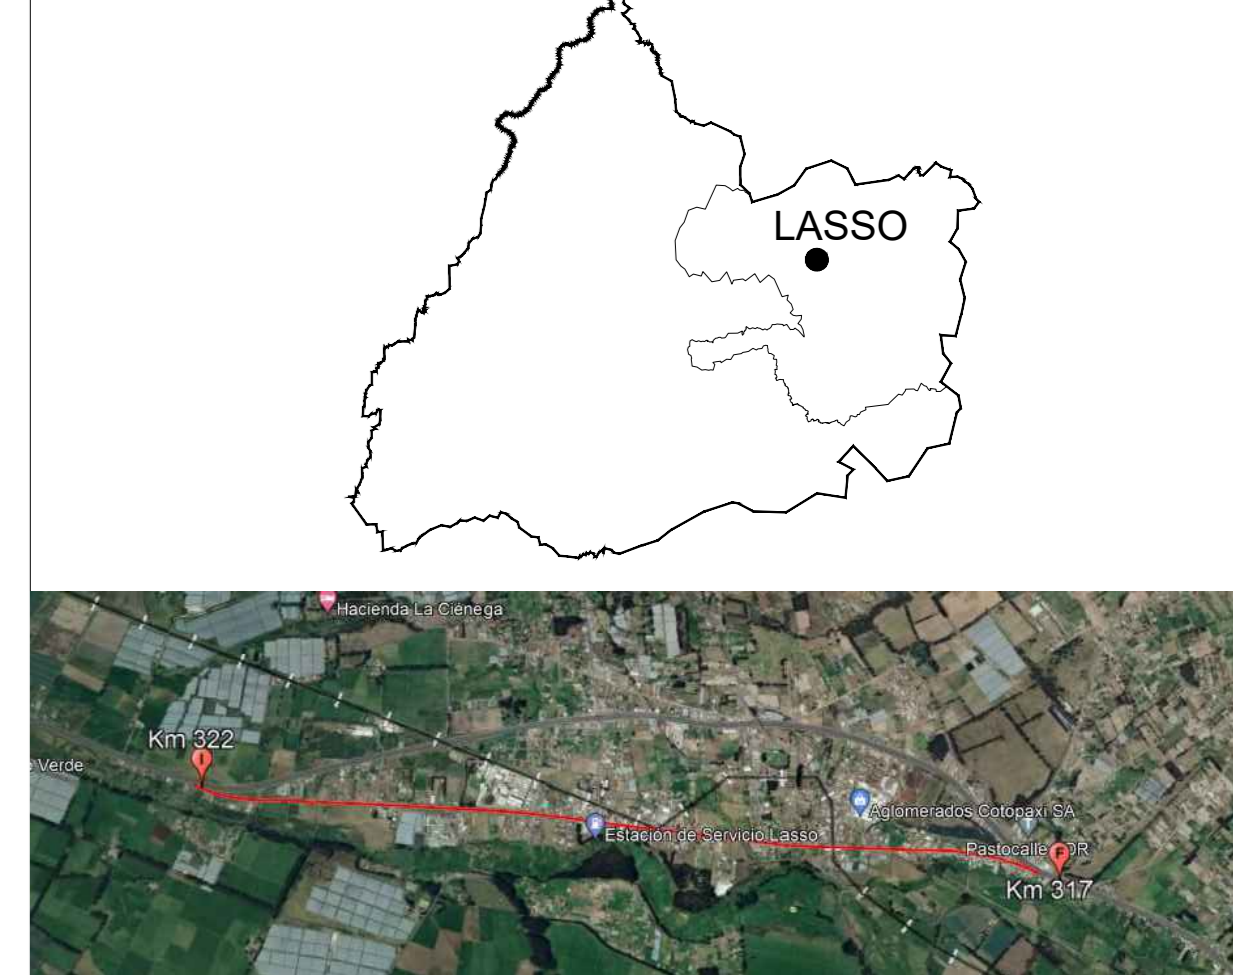 LASSO
Hacienda La Ciénega
Km 322
Verde
Aglomerados Cotopaxi SA
Estación de Servicio Lasso
Pastocalle
Km 317